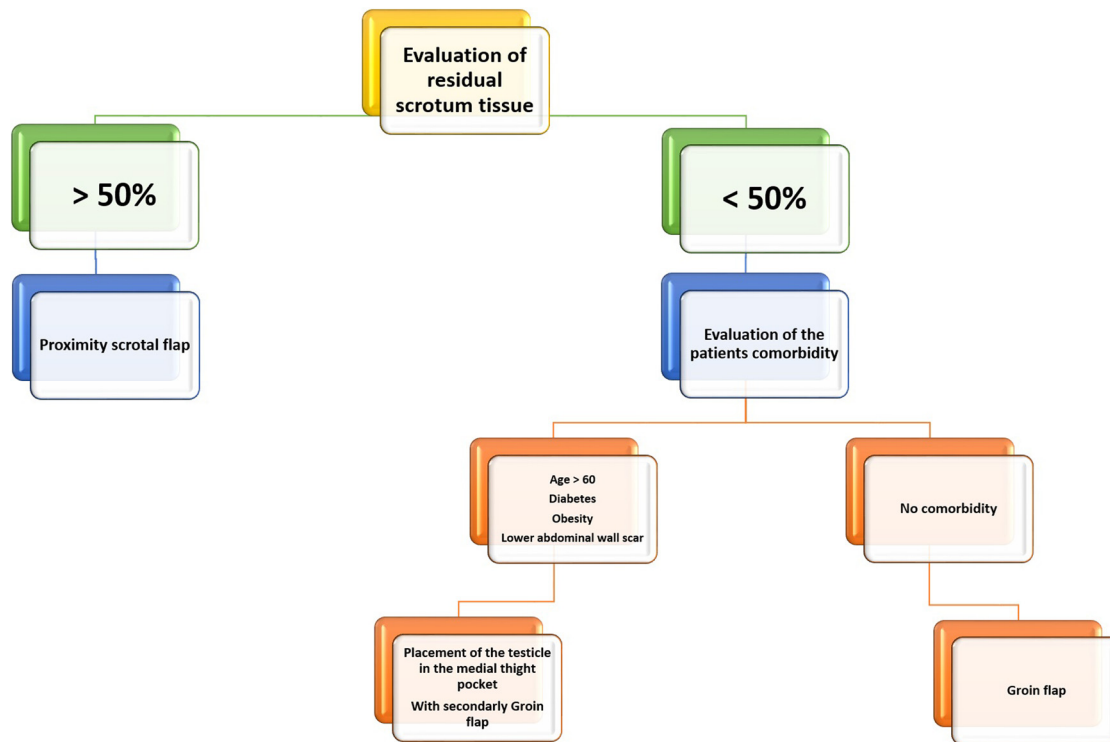 Evaluation of
residual
scrotum tissue
> 50%
< 50%
Proximity scrotal flap
Evaluation of the
patients comorbidity
Age > 60
Diabetes
Obesity
Lower abdominal wall scar
No comorbidity
Placement of the testicle
in the medial thight
pocket
With secondarly Groin
flap
Groin flap